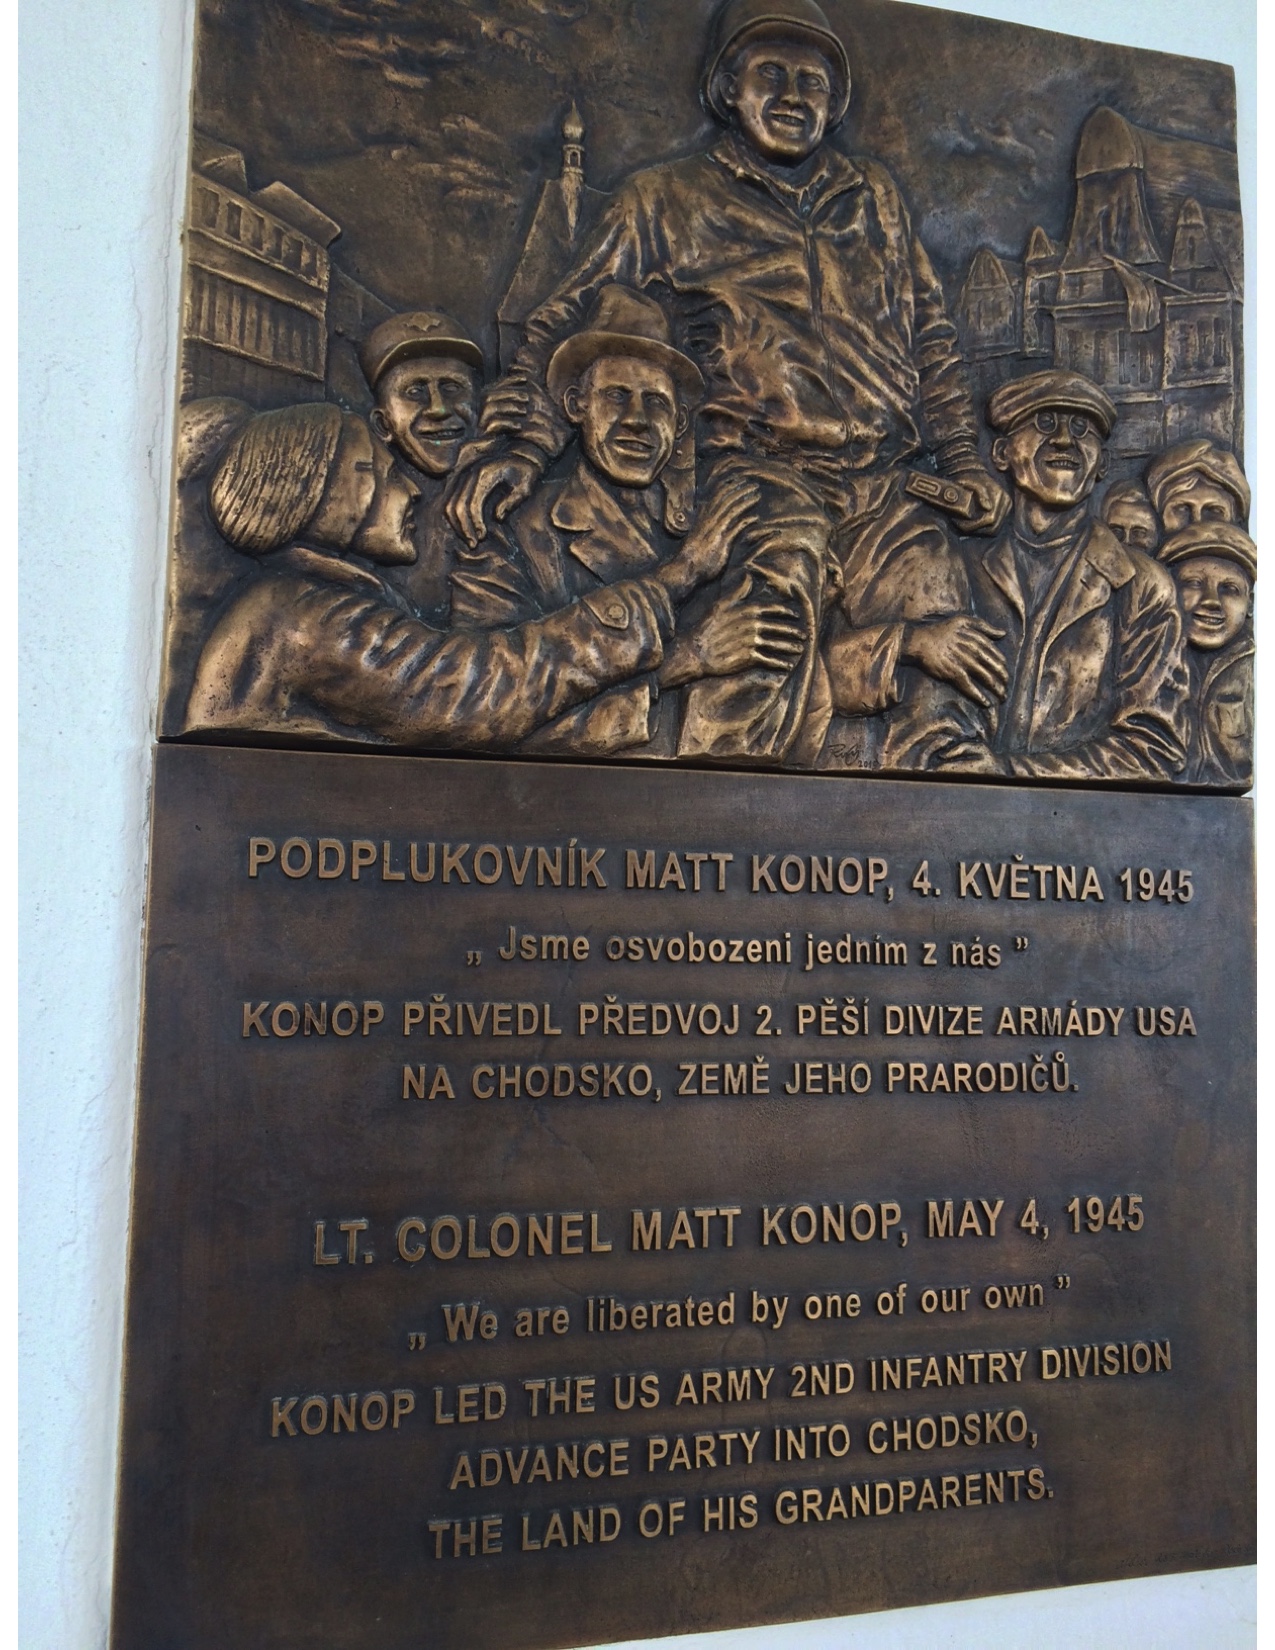 PODPLUKOVNÍK MATT KONOP, 4. KVĚTNA 1945
„ Jsme osvobozeni jedním z nás ”
KONOP PŘIVEDL PŘEDVOJ 2. PĚŠÍ DIVIZE ARMÁDY USA
NA CHODSKO, ZEMĚ JEHO PRARODIČŮ.
LT. COLONEL MATT KONOP, MAY 4, 1945
„ We are liberated by one of our own ”
KONOP LED THE US ARMY 2ND INFANTRY DIVISION
ADVANCE PARTY INTO CHODSKO,
THE LAND OF HIS GRANDPARENTS.